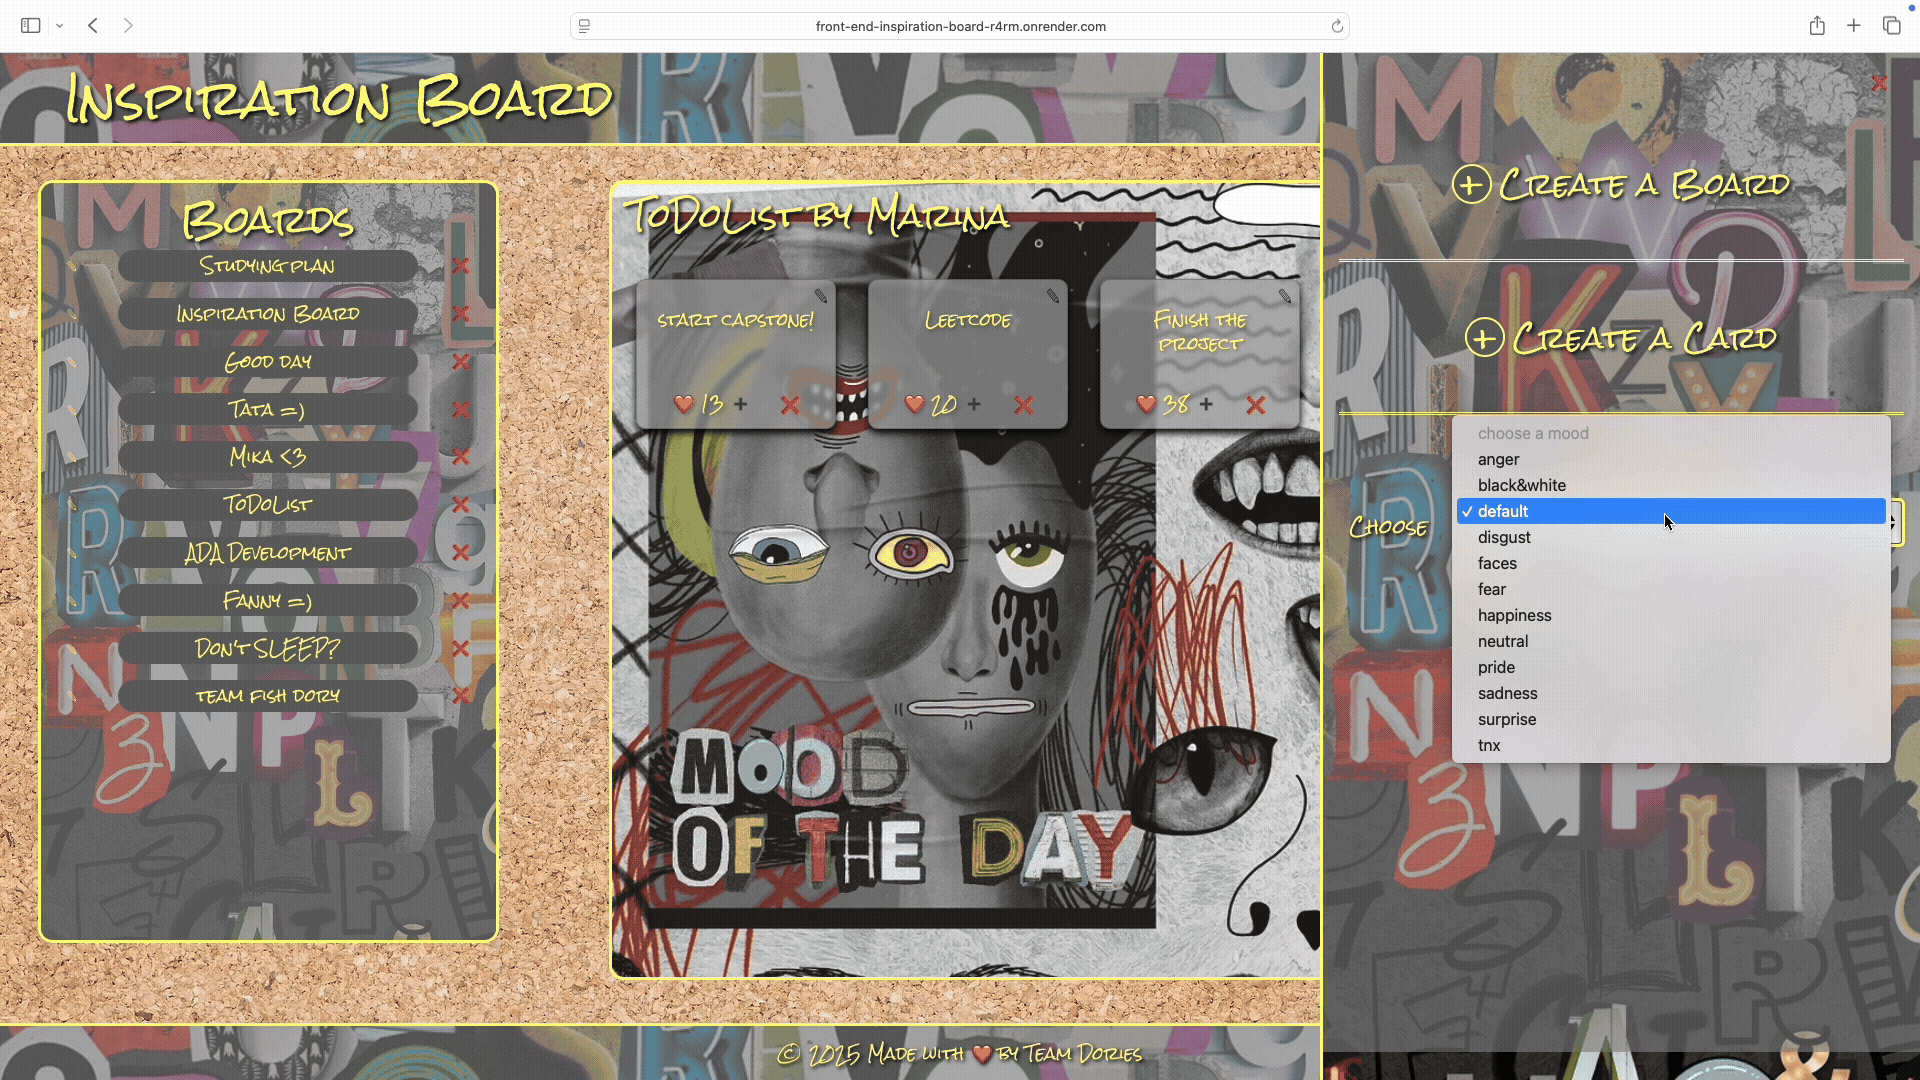 front-end-inspiration-board-r4rm.onrender.com
Inspiration Board
Boards
Studying plan
Inspiration Board
Good day
Tata =)
Mika <3
ToDoList
ADA Development
Fanny =)
Don't SLEEP?
team fish dory
ToDoList by Marina
start capstone!
13 +
Leetcode
20 +
Finish the
project
38 +
MOOD
OF THE DAY
Create a Board
Create a Card
Choose
choose a mood
anger
black&white
✓ default
disgust
faces
fear
happiness
neutral
pride
sadness
surprise
tnx
© 2025 Made with ❤️ by Team Dories